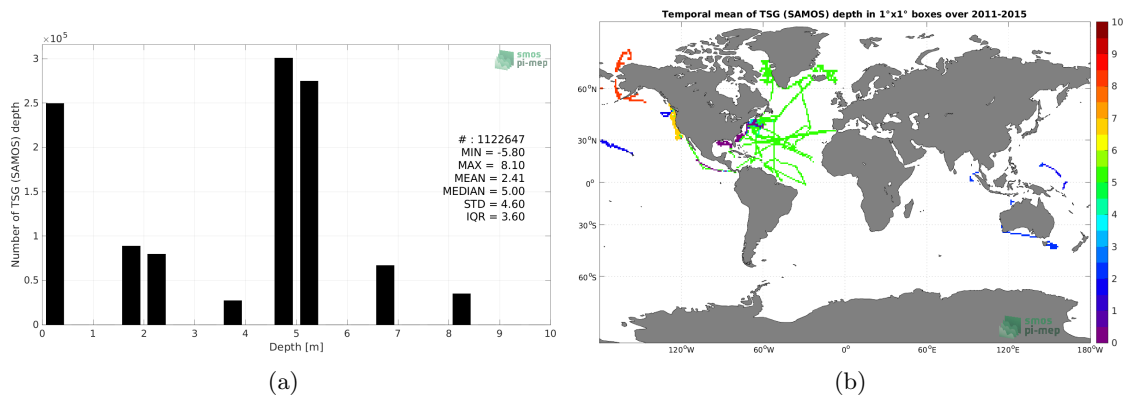 ×10⁵
3
2.5
2
1.5
1
0.5
0
Number of TSG (SAMOS) depth
smos
pi-mep
# : 1122647
MIN = -5.80
MAX = 8.10
MEAN = 2.41
MEDIAN = 5.00
STD = 4.60
IQR = 3.60
0 1 2 3 4 5 6 7 8 9 10
Depth [m]
(a)
Temporal mean of TSG (SAMOS) depth in 1°x1° boxes over 2011-2015
60°N
30°N
0°
30°S
60°S
120°W 60°W 0° 60°E 120°E 180°W
smos
pi-mep
10
9
8
7
6
5
4
3
2
1
0
(b)